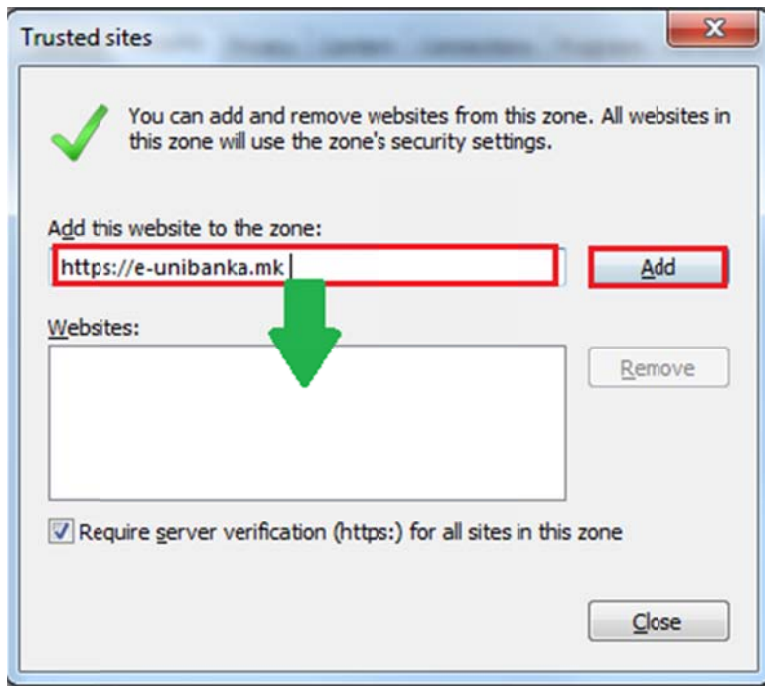 Trusted sites
You can add and remove websites from this zone. All websites in
this zone will use the zone's security settings.
Add this website to the zone:
https://e-unibanka.mk
Add
Websites:
Remove
Require server verification (https:) for all sites in this zone
Close